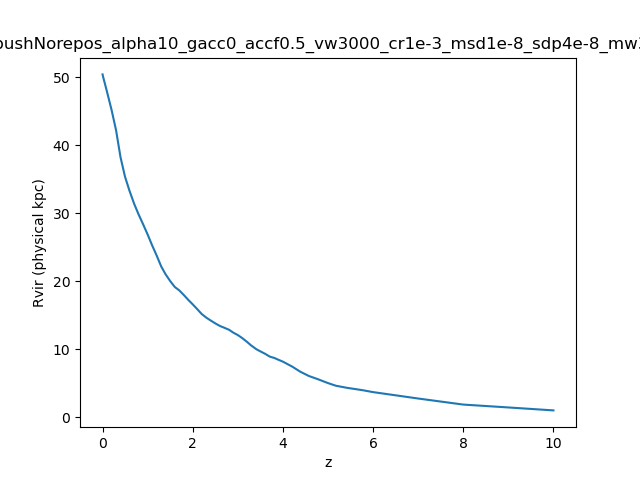 pushNorepos_alpha10_gacc0_accf0.5_vw3000_cr1e-3_msd1e-8_sdp4e-8_mw
50
40
30
20
10
0
Rvir (physical kpc)
0 2 4 6 8 10
z